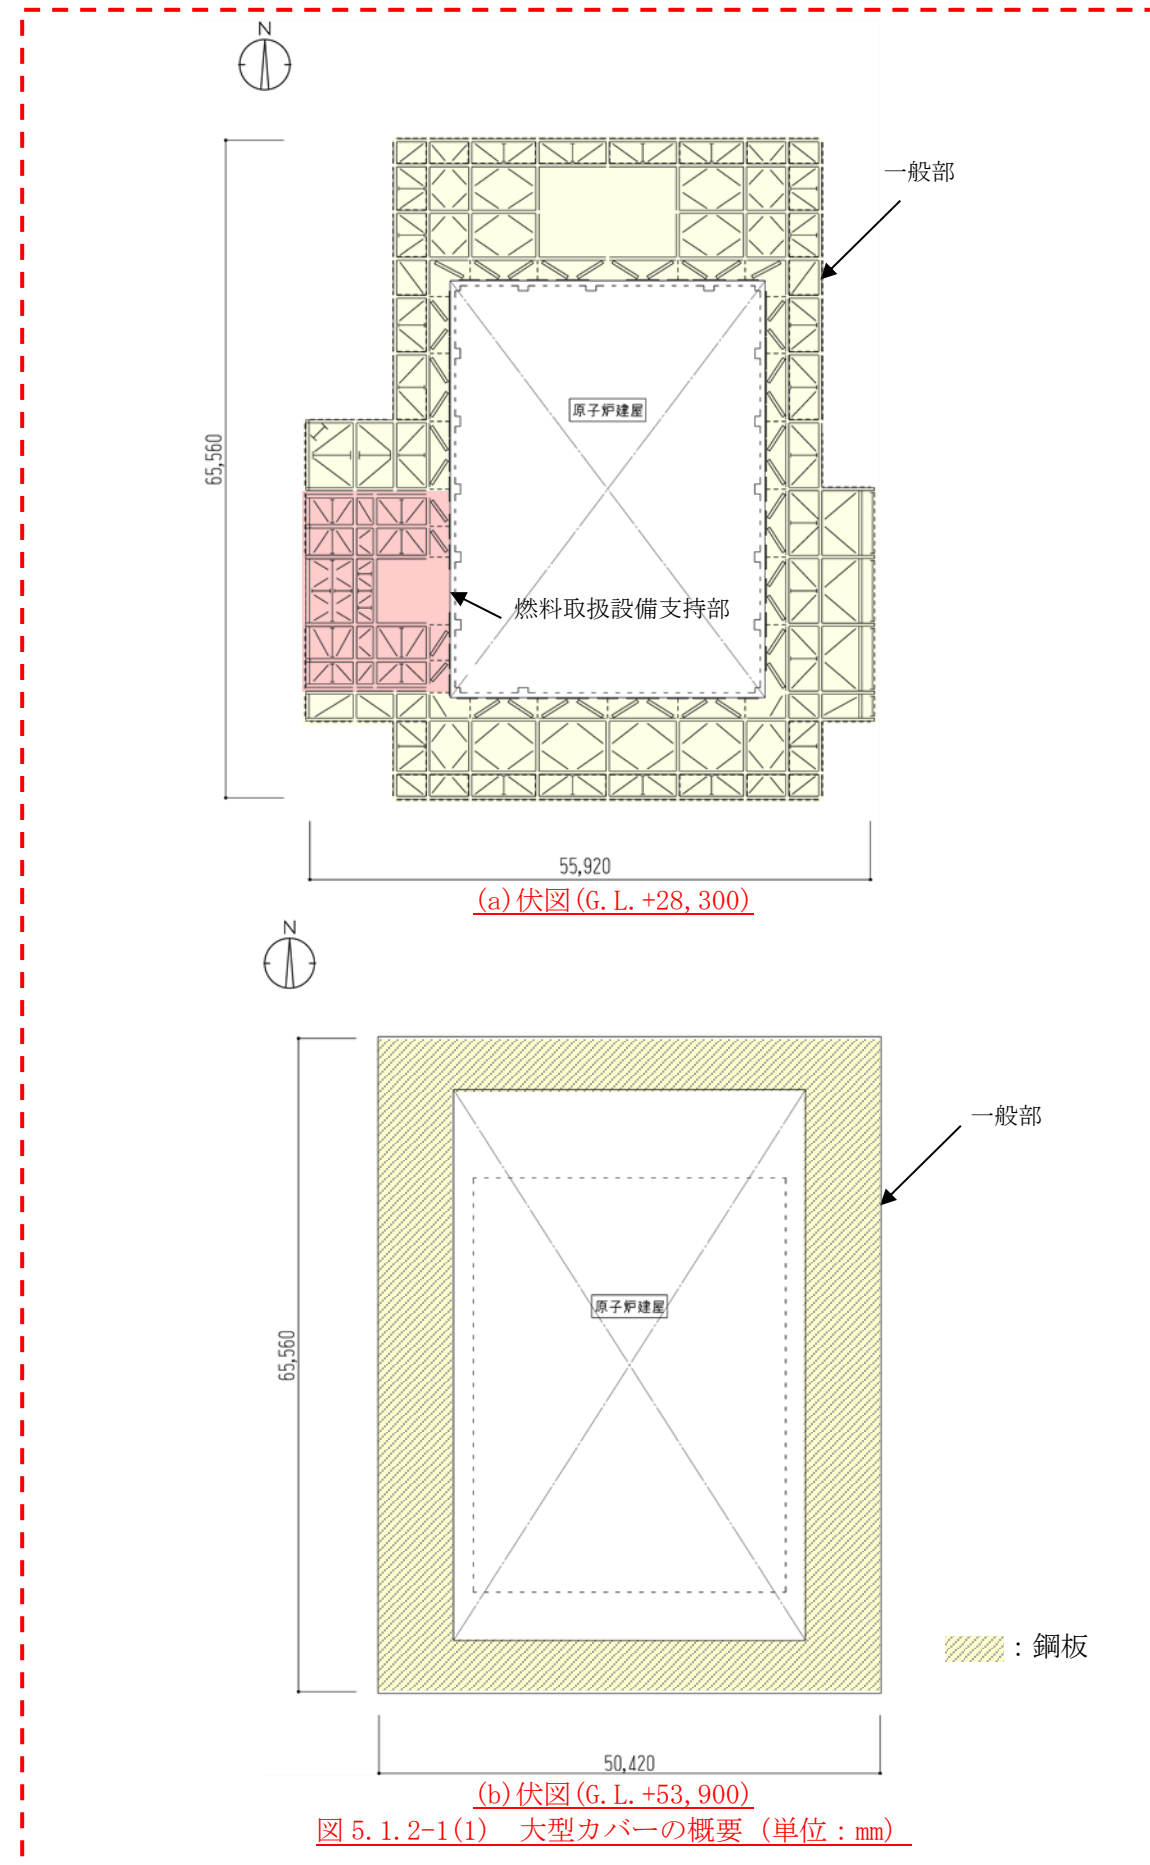 N
一般部
原子炉建屋
65,560
燃料取扱設備支持部
55,920
(a)伏図(G.L.+28,300)
N
一般部
原子炉建屋
65,560
:鋼板
50,420
(b)伏図(G.L.+53,900)
図 5.1.2-1(1) 大型カバーの概要（単位：㎜）